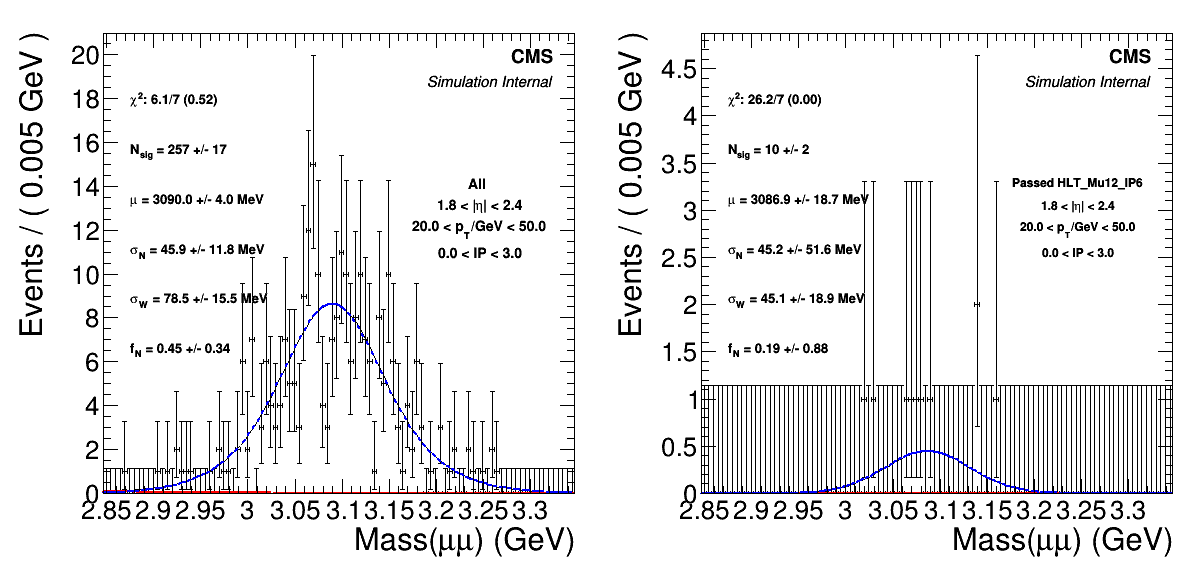 Events / ( 0.005 GeV )
20
18
16
14
12
10
8
6
4
2
0
CMS
Simulation Internal
χ²: 6.1/7 (0.52)
N_sig = 257 +/- 17
μ = 3090.0 +/- 4.0 MeV
σ_N = 45.9 +/- 11.8 MeV
σ_W = 78.5 +/- 15.5 MeV
f_N = 0.45 +/- 0.34
All
1.8 < |η| < 2.4
20.0 < p_T/GeV < 50.0
0.0 < IP < 3.0
2.85 2.9 2.95 3 3.05 3.1 3.15 3.2 3.25 3.3
Mass(μμ) (GeV)
Events / ( 0.005 GeV )
4.5
4
3.5
3
2.5
2
1.5
1
0.5
0
CMS
Simulation Internal
χ²: 26.2/7 (0.00)
N_sig = 10 +/- 2
μ = 3086.9 +/- 18.7 MeV
σ_N = 45.2 +/- 51.6 MeV
σ_W = 45.1 +/- 18.9 MeV
f_N = 0.19 +/- 0.88
Passed HLT_Mu12_IP6
1.8 < |η| < 2.4
20.0 < p_T/GeV < 50.0
0.0 < IP < 3.0
2.85 2.9 2.95 3 3.05 3.1 3.15 3.2 3.25 3.3
Mass(μμ) (GeV)